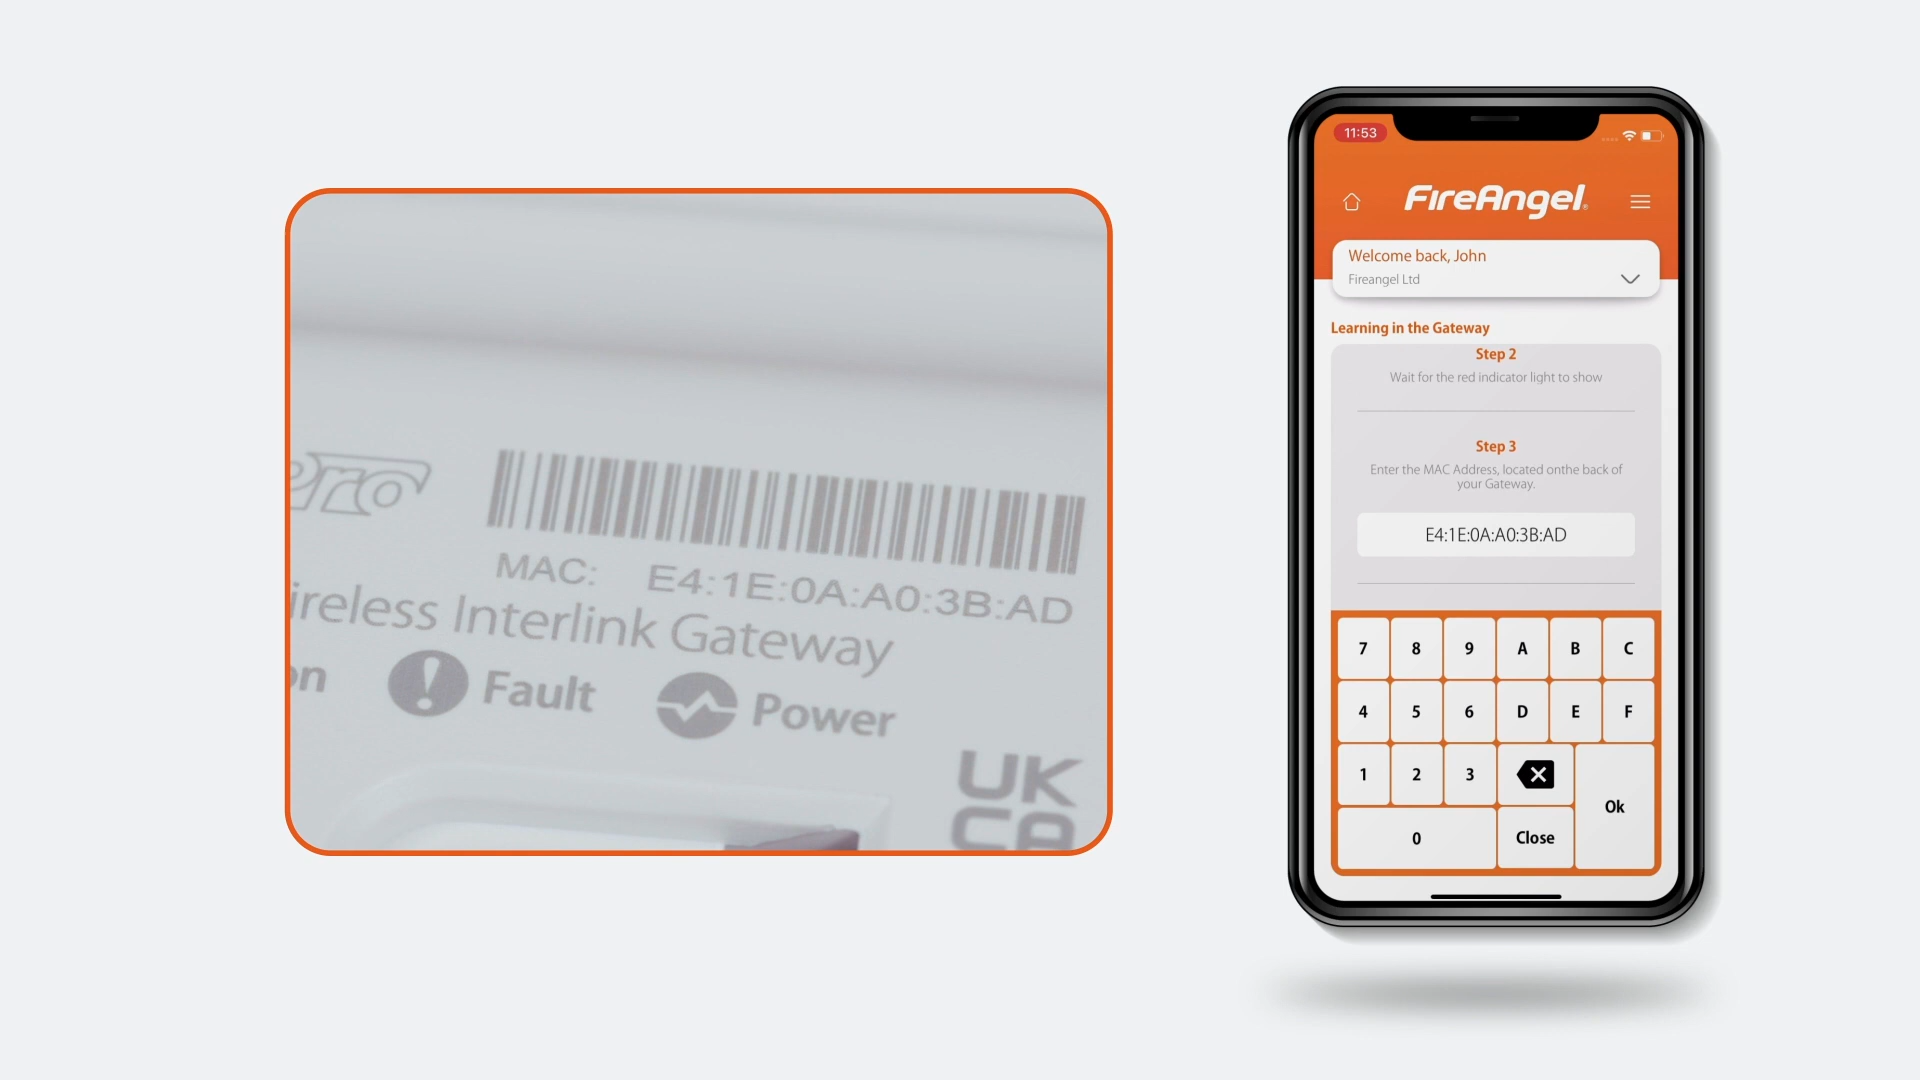 Pro
MAC: E4:1E:0A:A0:3B:AD
ireless Interlink Gateway
on
Fault
Power
UK
CA
11:53
FireAngel®
Welcome back, John
Fireangel Ltd
Learning in the Gateway
Step 2
Wait for the red indicator light to show
Step 3
Enter the MAC Address, located onthe back of
your Gateway.
E4:1E:0A:A0:3B:AD
7 8 9 A B C
4 5 6 D E F
1 2 3
Ok
0 Close